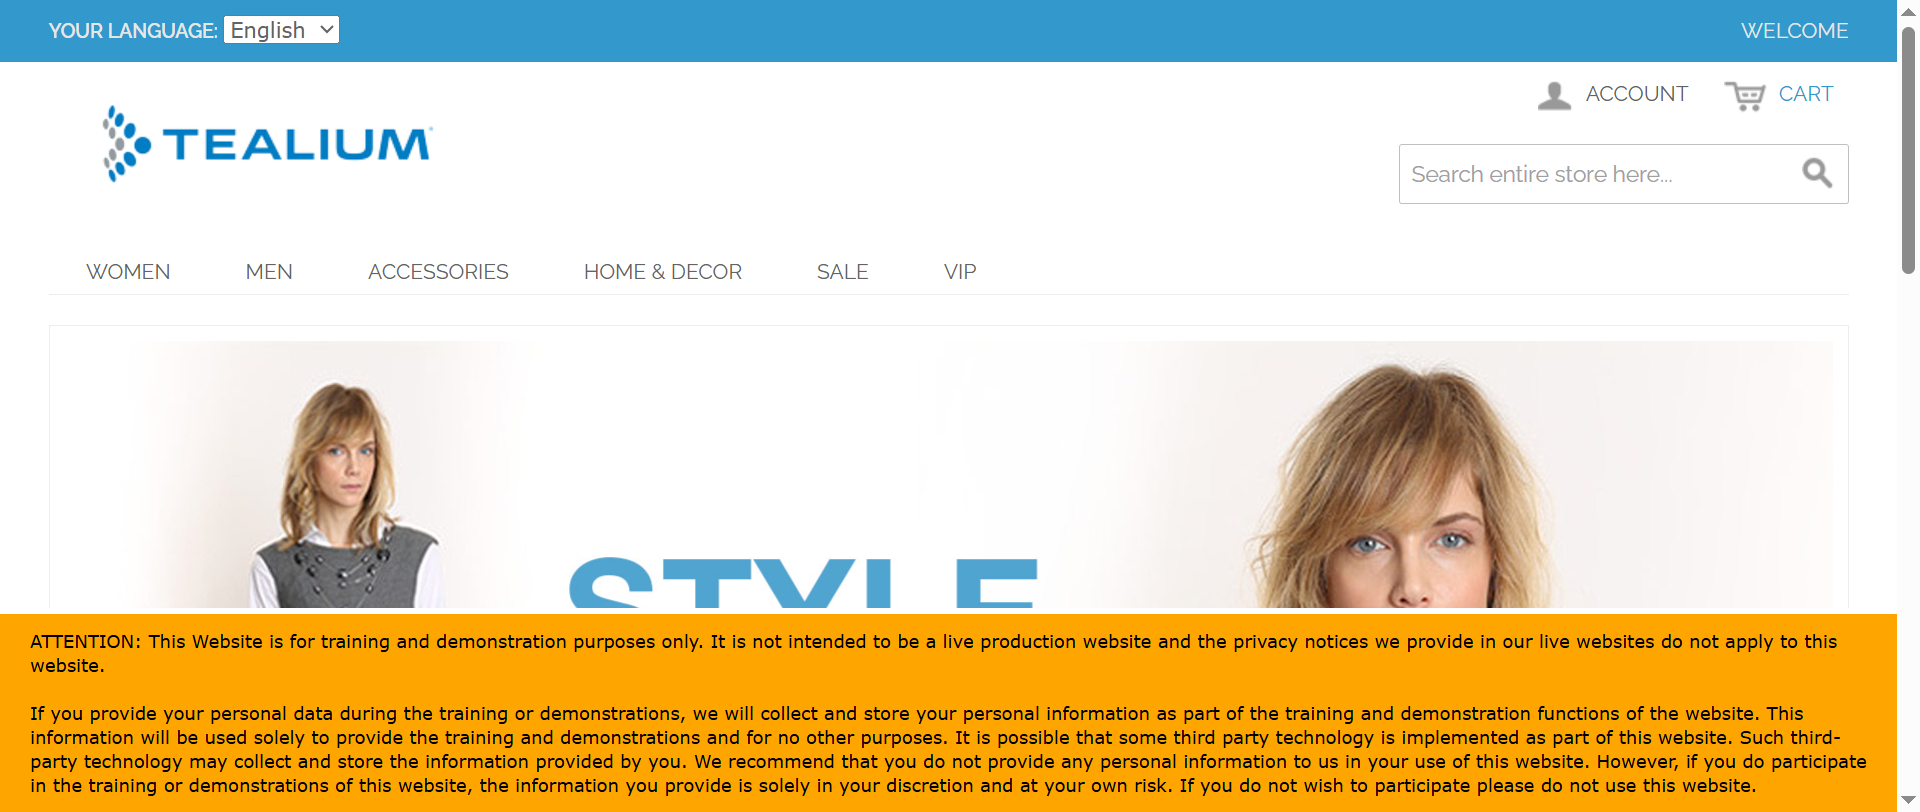 YOUR LANGUAGE: English
WELCOME
ACCOUNT
CART
TEALIUM
Search entire store here...
WOMEN
MEN
ACCESSORIES
HOME & DECOR
SALE
VIP
STYLE
ATTENTION: This Website is for training and demonstration purposes only. It is not intended to be a live production website and the privacy notices we provide in our live websites do not apply to this
website.
If you provide your personal data during the training or demonstrations, we will collect and store your personal information as part of the training and demonstration functions of the website. This
information will be used solely to provide the training and demonstrations and for no other purposes. It is possible that some third party technology is implemented as part of this website. Such third-
party technology may collect and store the information provided by you. We recommend that you do not provide any personal information to us in your use of this website. However, if you do participate
in the training or demonstrations of this website, the information you provide is solely in your discretion and at your own risk. If you do not wish to participate please do not use this website.